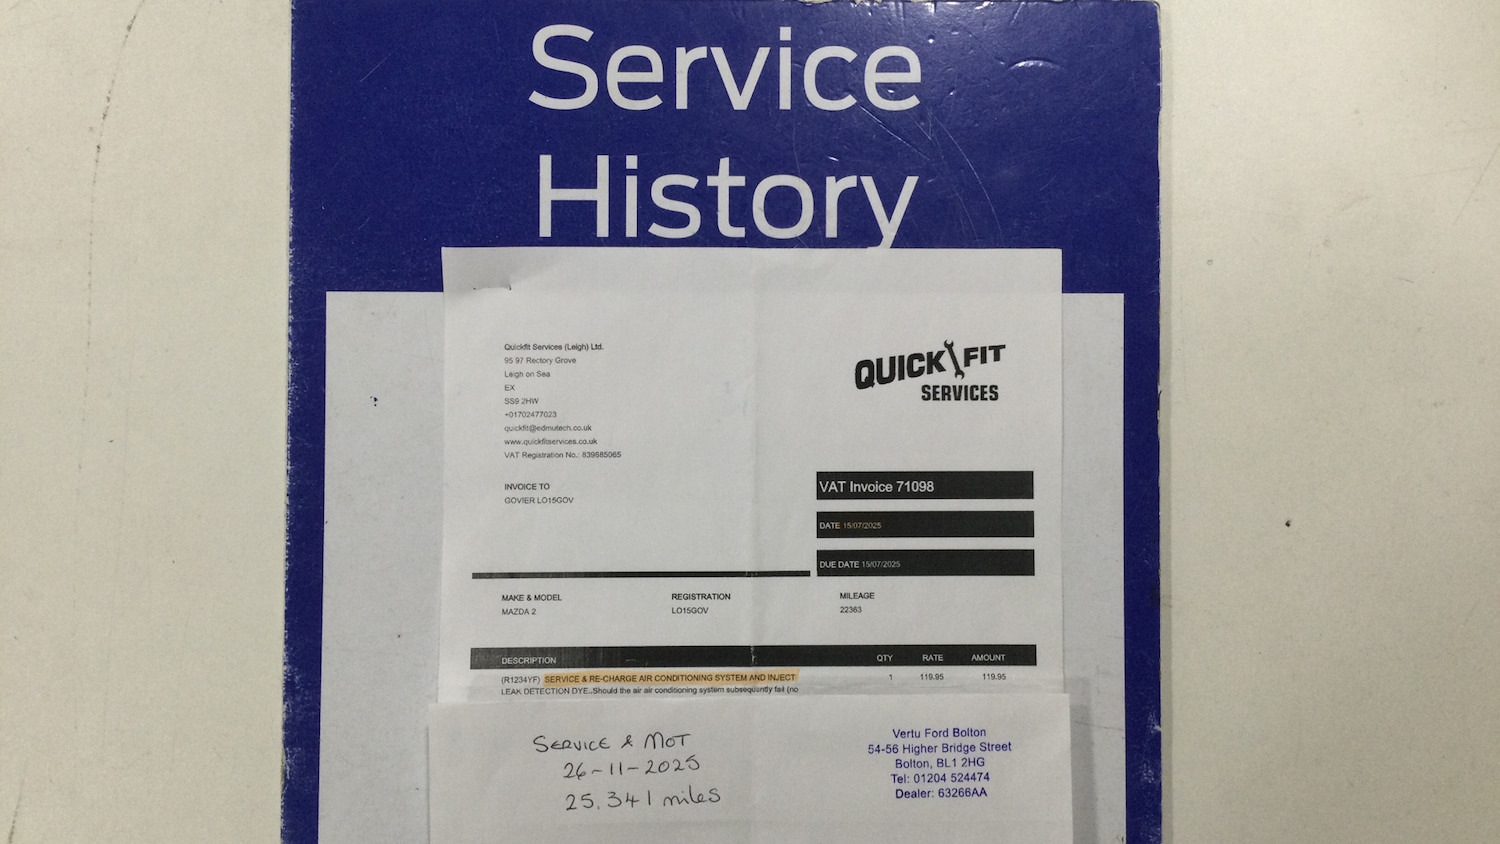 Service
History
Quickfit Services (Leigh) Ltd.
95 97 Rectory Grove
Leigh on Sea
EX
SS9 2HW
+01702477023
quickfit@edmutech.co.uk
www.quickfitservices.co.uk
VAT Registration No.: 839885065
QUICK FIT
SERVICES
INVOICE TO
GOVIER LO15GOV
VAT Invoice 71098
DATE 15/07/2025
DUE DATE 15/07/2025
MAKE & MODEL REGISTRATION MILEAGE
MAZDA 2 LO15GOV 22363
DESCRIPTION QTY RATE AMOUNT
(R1234YF) SERVICE & RE-CHARGE AIR CONDITIONING SYSTEM AND INJECT 1 119.95 119.95
LEAK DETECTION DYE..Should the air air conditioning system subsequently fail (no
SERVICE & MOT
26-11-2025
25,341 miles
Vertu Ford Bolton
54-56 Higher Bridge Street
Bolton, BL1 2HG
Tel: 01204 524474
Dealer: 63266AA